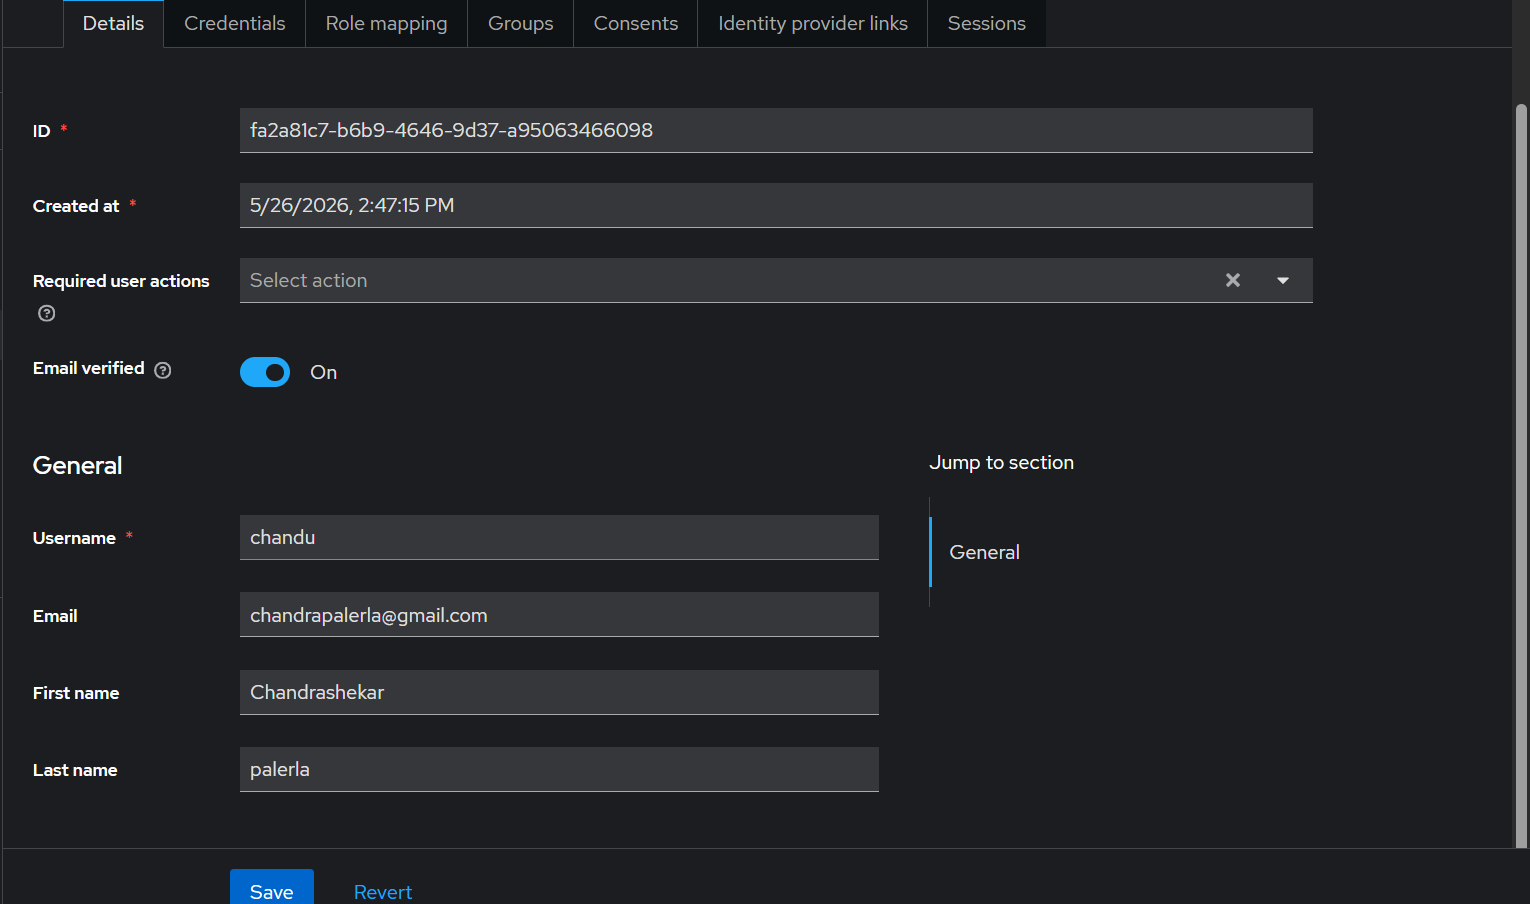 Details Credentials Role mapping Groups Consents Identity provider links Sessions
ID * fa2a81c7-b6b9-4646-9d37-a95063466098
Created at * 5/26/2026, 2:47:15 PM
Required user actions Select action
Email verified On
General
Username * chandu
Email chandrapalerla@gmail.com
First name Chandrashekar
Last name palerla
Jump to section
General
Save Revert